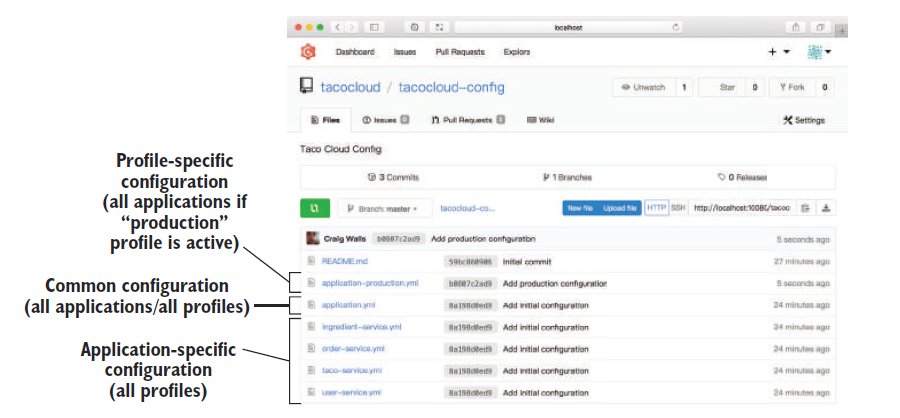 localhost
Dashboard Issues Pull Requests Explore
tacocloud / tacocloud-config
Unwatch 1 Star 0 Fork 0
Files Issues 0 Pull Requests 0 Wiki Settings
Taco Cloud Config
3 Commits 1 Branches 0 Releases
Branch: master tacocloud-co... New file Upload file HTTP SSH http://localhost:10080/tacoc
Craig Walls b0807c2ad9 Add production configuration 5 seconds ago
README.md 59bc860906 Initial commit 27 minutes ago
application-production.yml b0807c2ad9 Add production configuration 5 seconds ago
application.yml 8a198d0ed9 Add initial configuration 24 minutes ago
ingredient-service.yml 8a198d0ed9 Add initial configuration 24 minutes ago
order-service.yml 8a198d0ed9 Add initial configuration 24 minutes ago
taco-service.yml 8a198d0ed9 Add initial configuration 24 minutes ago
user-service.yml 8a198d0ed9 Add initial configuration 24 minutes ago
Profile-specific
configuration
(all applications if
“production”
profile is active)
Common configuration
(all applications/all profiles)
Application-specific
configuration
(all profiles)